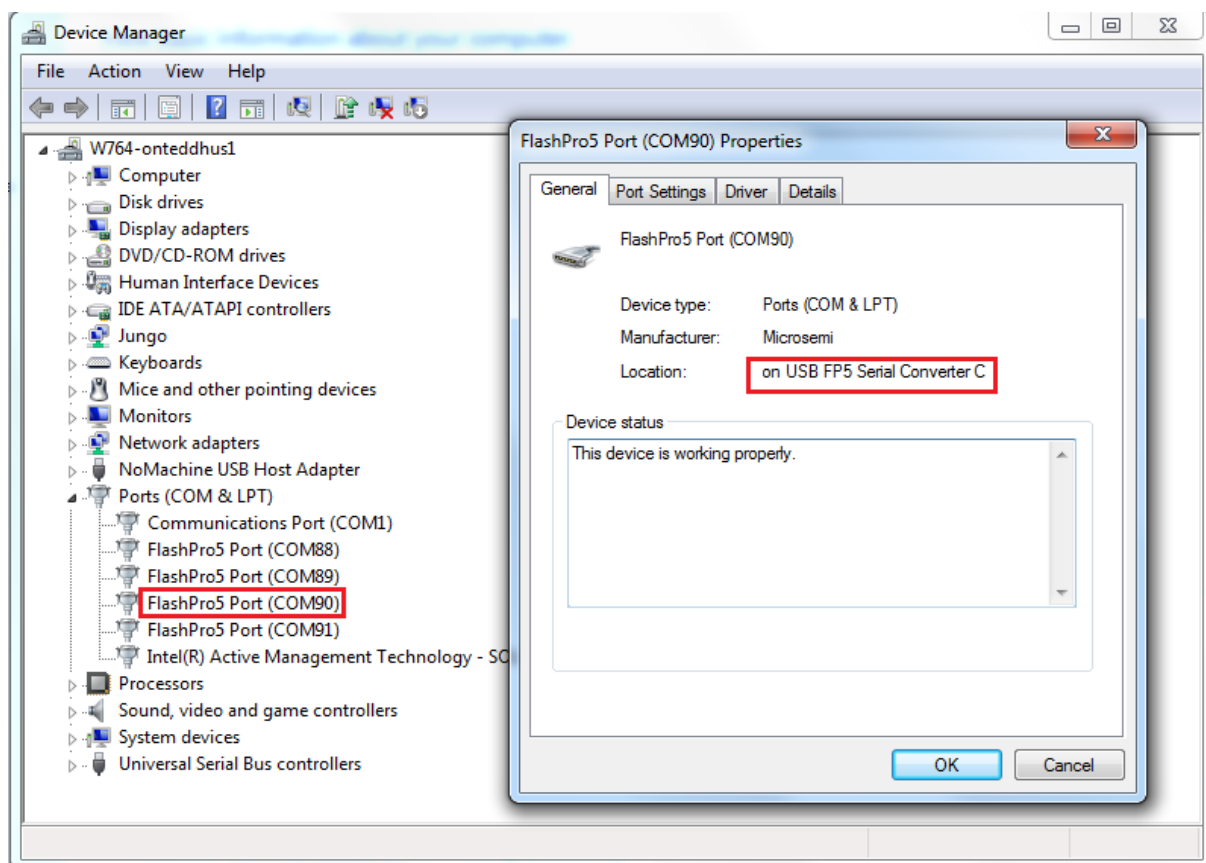 Device Manager
File Action View Help
W764-onteddhus1
Computer
Disk drives
Display adapters
DVD/CD-ROM drives
Human Interface Devices
IDE ATA/ATAPI controllers
Jungo
Keyboards
Mice and other pointing devices
Monitors
Network adapters
NoMachine USB Host Adapter
Ports (COM & LPT)
Communications Port (COM1)
FlashPro5 Port (COM88)
FlashPro5 Port (COM89)
FlashPro5 Port (COM90)
FlashPro5 Port (COM91)
Intel(R) Active Management Technology - SO
Processors
Sound, video and game controllers
System devices
Universal Serial Bus controllers
FlashPro5 Port (COM90) Properties
General Port Settings Driver Details
FlashPro5 Port (COM90)
Device type: Ports (COM & LPT)
Manufacturer: Microsemi
Location: on USB FP5 Serial Converter C
Device status
This device is working properly.
OK Cancel